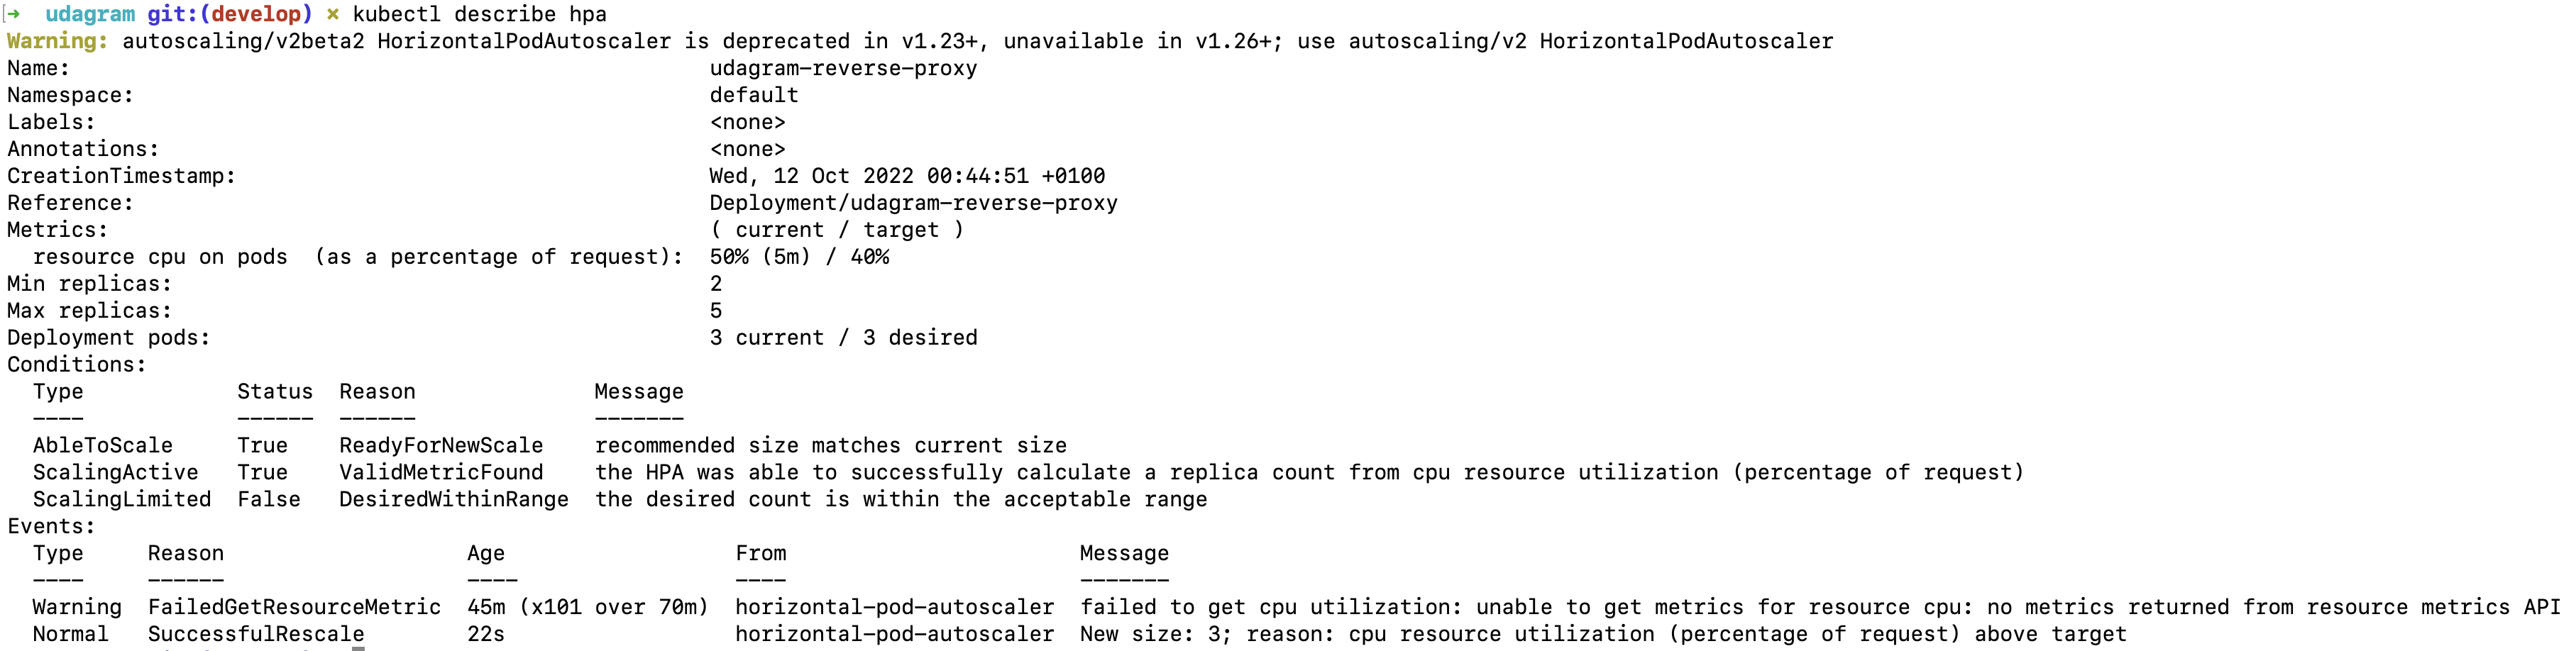 → udagram git:(develop) × kubectl describe hpa
Warning: autoscaling/v2beta2 HorizontalPodAutoscaler is deprecated in v1.23+, unavailable in v1.26+; use autoscaling/v2 HorizontalPodAutoscaler
Name: udagram-reverse-proxy
Namespace: default
Labels: <none>
Annotations: <none>
CreationTimestamp: Wed, 12 Oct 2022 00:44:51 +0100
Reference: Deployment/udagram-reverse-proxy
Metrics: ( current / target )
resource cpu on pods (as a percentage of request): 50% (5m) / 40%
Min replicas: 2
Max replicas: 5
Deployment pods: 3 current / 3 desired
Conditions:
Type Status Reason Message
---- ------ ------ -------
AbleToScale True ReadyForNewScale recommended size matches current size
ScalingActive True ValidMetricFound the HPA was able to successfully calculate a replica count from cpu resource utilization (percentage of request)
ScalingLimited False DesiredWithinRange the desired count is within the acceptable range
Events:
Type Reason Age From Message
---- ------ ---- ---- -------
Warning FailedGetResourceMetric 45m (x101 over 70m) horizontal-pod-autoscaler failed to get cpu utilization: unable to get metrics for resource cpu: no metrics returned from resource metrics API
Normal SuccessfulRescale 22s horizontal-pod-autoscaler New size: 3; reason: cpu resource utilization (percentage of request) above target